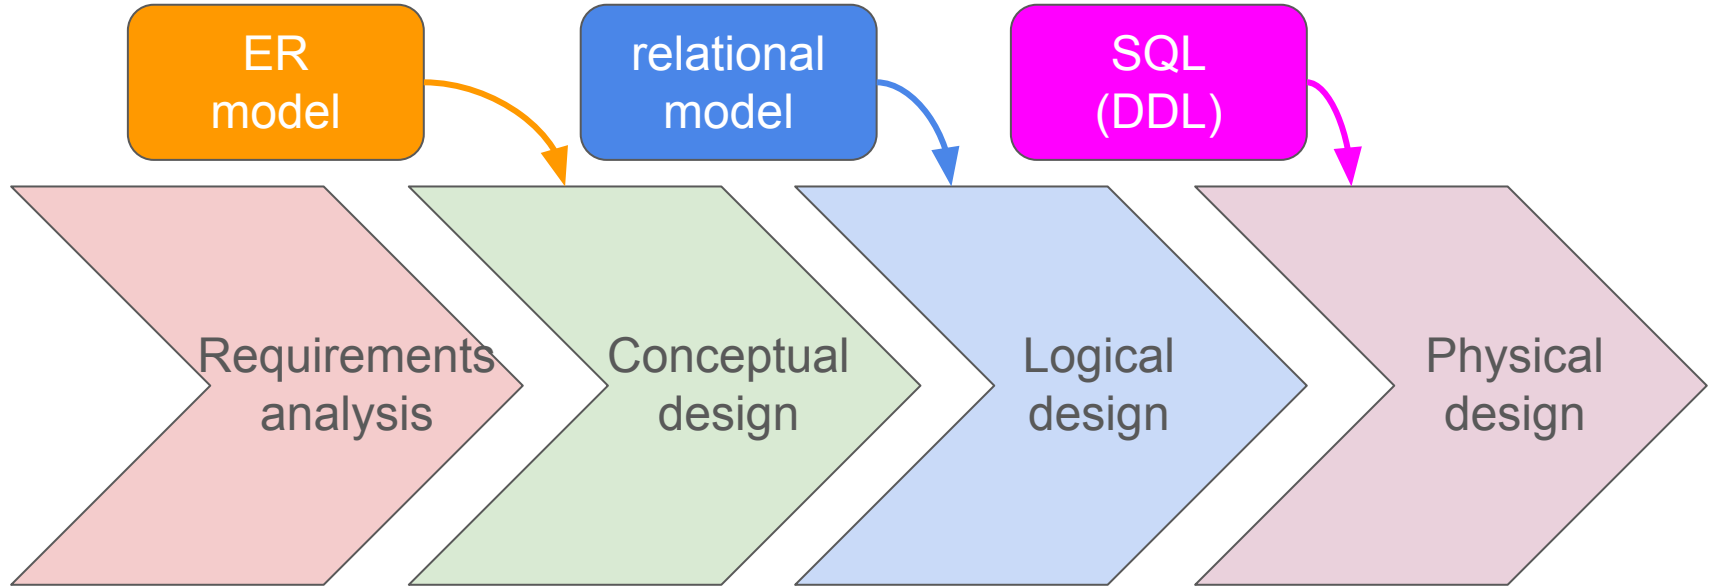 ER
model
relational
model
SQL
(DDL)
Requirements
analysis
Conceptual
design
Logical
design
Physical
design